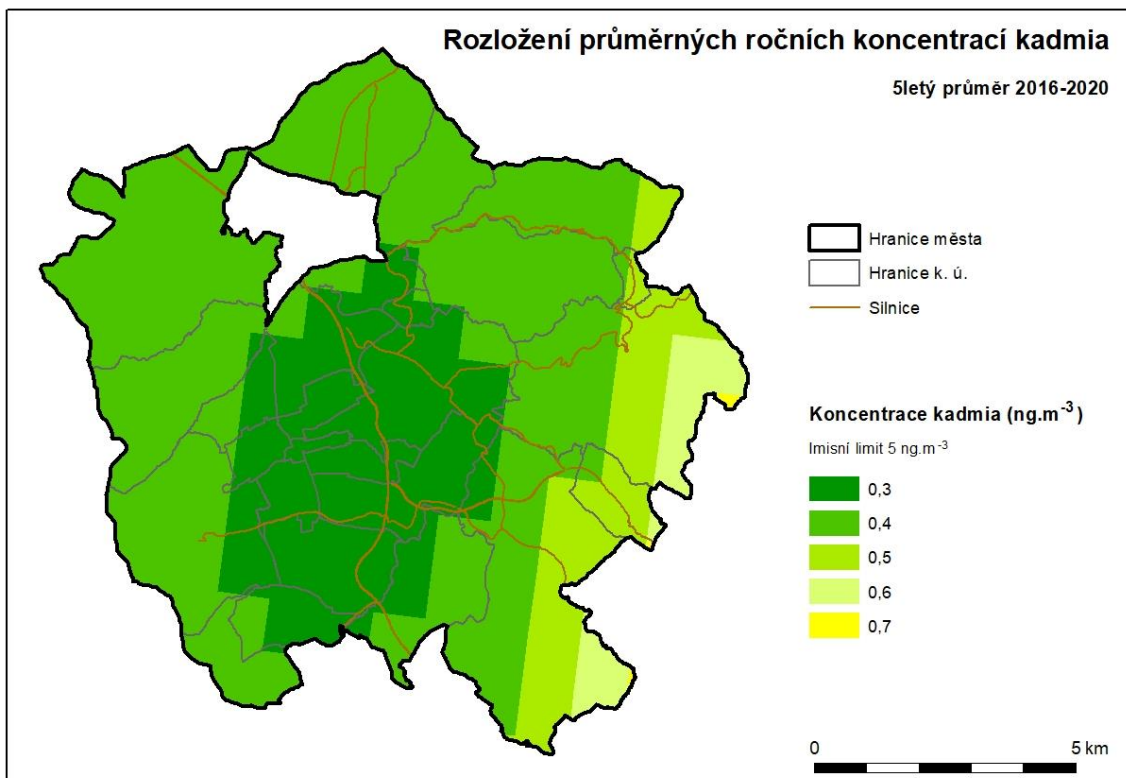 Rozložení průměrných ročních koncentrací kadmia
5letý průměr 2016-2020
Hranice města
Hranice k. ú.
Silnice
Koncentrace kadmia (ng.m-3)
Imisní limit 5 ng.m-3
0,3
0,4
0,5
0,6
0,7
0 5 km